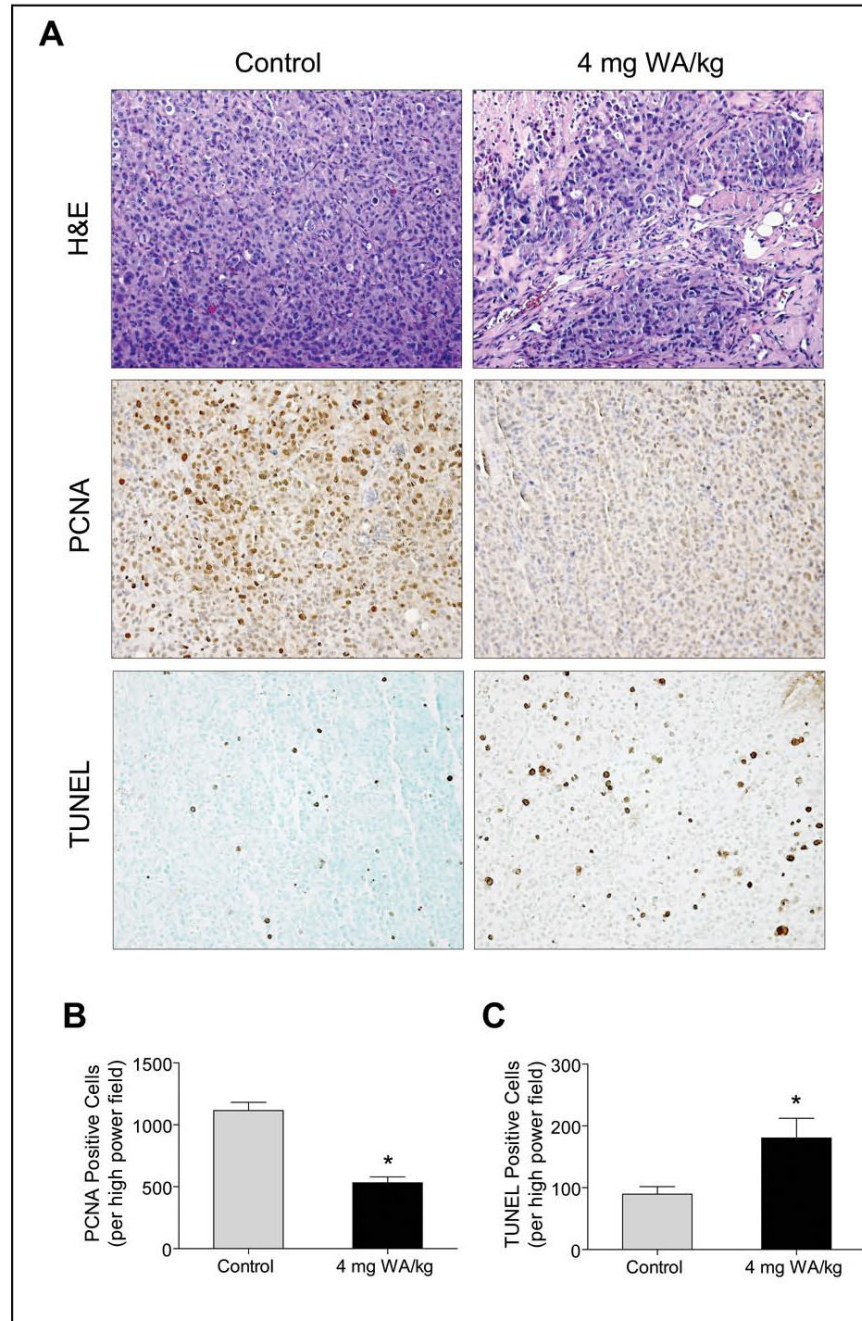 A
Control 4 mg WA/kg
H&E
PCNA
TUNEL
B
PCNA Positive Cells
(per high power field)
1500
1000
500
0
*
Control 4 mg WA/kg
C
TUNEL Positive Cells
(per high power field)
300
200
100
0
*
Control 4 mg WA/kg